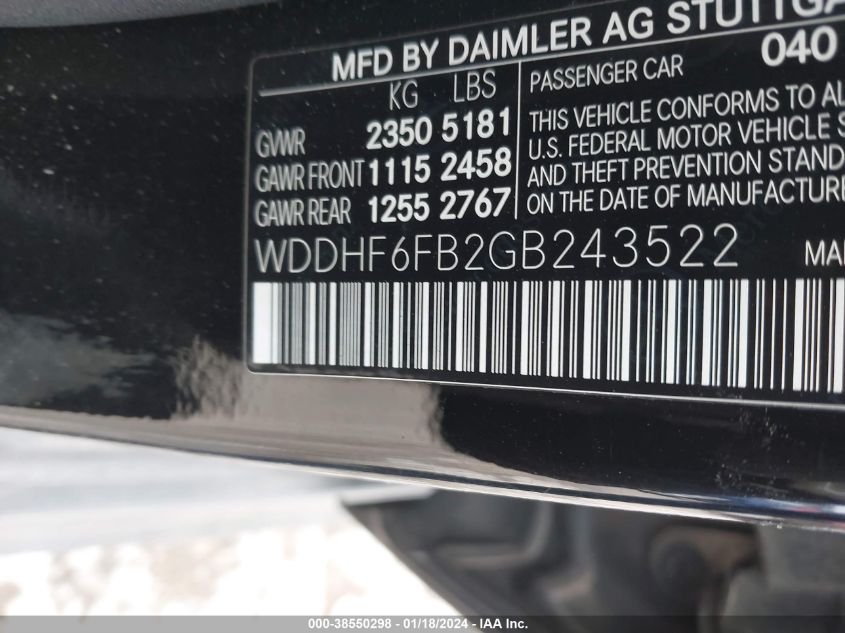 MFD BY DAIMLER AG STUTTGA
040
KG LBS
GVWR 2350 5181
GAWR FRONT 1115 2458
GAWR REAR 1255 2767
PASSENGER CAR
THIS VEHICLE CONFORMS TO AL
U.S. FEDERAL MOTOR VEHICLE S
AND THEFT PREVENTION STAND
ON THE DATE OF MANUFACTUR
WDDHF6FB2GB243522
MA
000-38550298 - 01/18/2024 - IAA Inc.